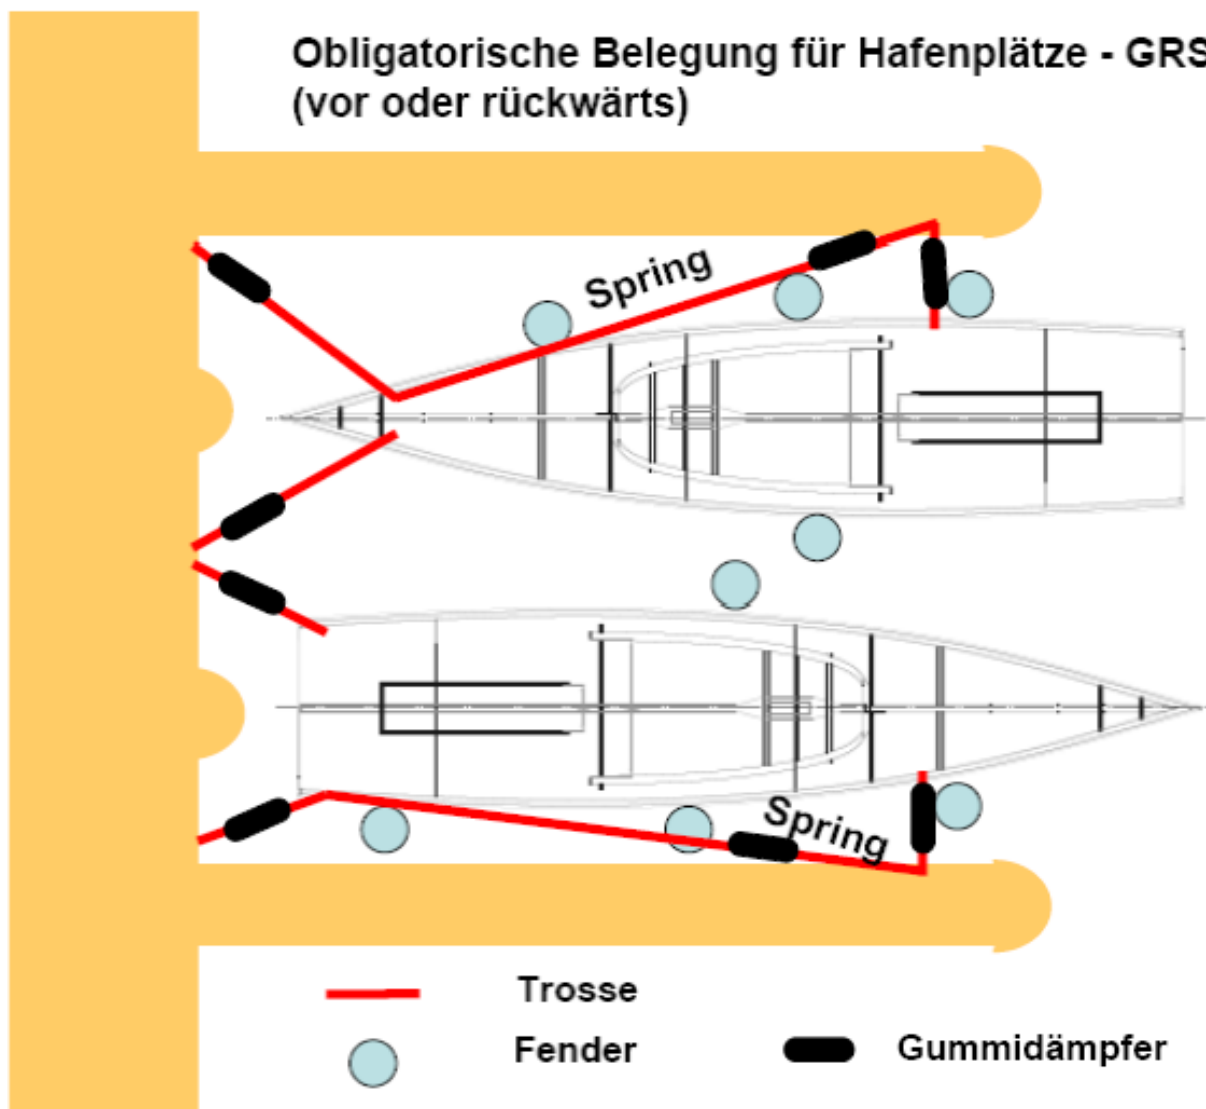 Obligatorische Belegung für Hafenplätze - GRS
(vor oder rückwärts)
Spring
Spring
Trosse
Fender
Gummidämpfer